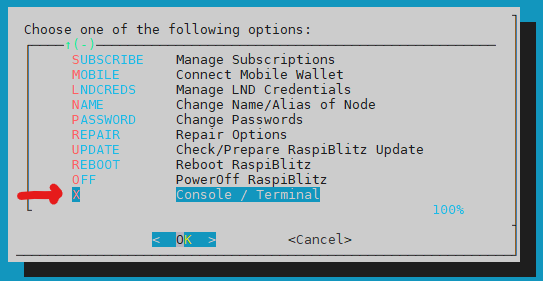 Choose one of the following options:
↑(-)
SUBSCRIBE Manage Subscriptions
MOBILE Connect Mobile Wallet
LNDCREDS Manage LND Credentials
NAME Change Name/Alias of Node
PASSWORD Change Passwords
REPAIR Repair Options
UPDATE Check/Prepare RaspiBlitz Update
REBOOT Reboot RaspiBlitz
OFF PowerOff RaspiBlitz
X Console / Terminal
100%
< OK > <Cancel>